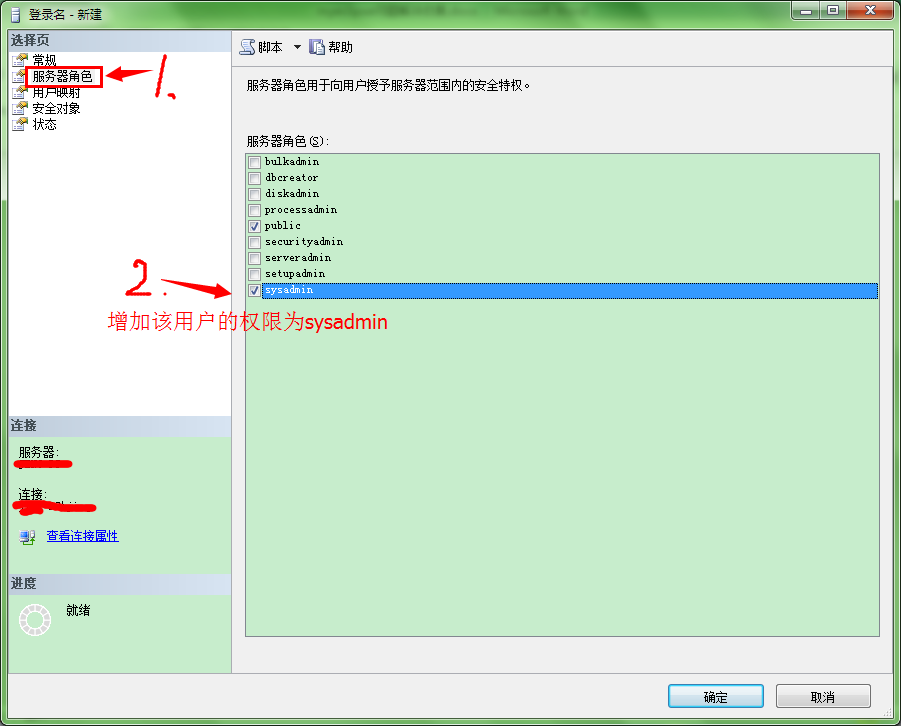 登录名 - 新建
选择页
常规
服务器角色
用户映射
安全对象
状态
1.
脚本
帮助
服务器角色用于向用户授予服务器范围内的安全特权。
服务器角色(S):
bulkadmin
dbcreator
diskadmin
processadmin
public
securityadmin
serveradmin
setupadmin
sysadmin
2.
增加该用户的权限为sysadmin
连接
服务器:
连接:
查看连接属性
进度
就绪
确定
取消